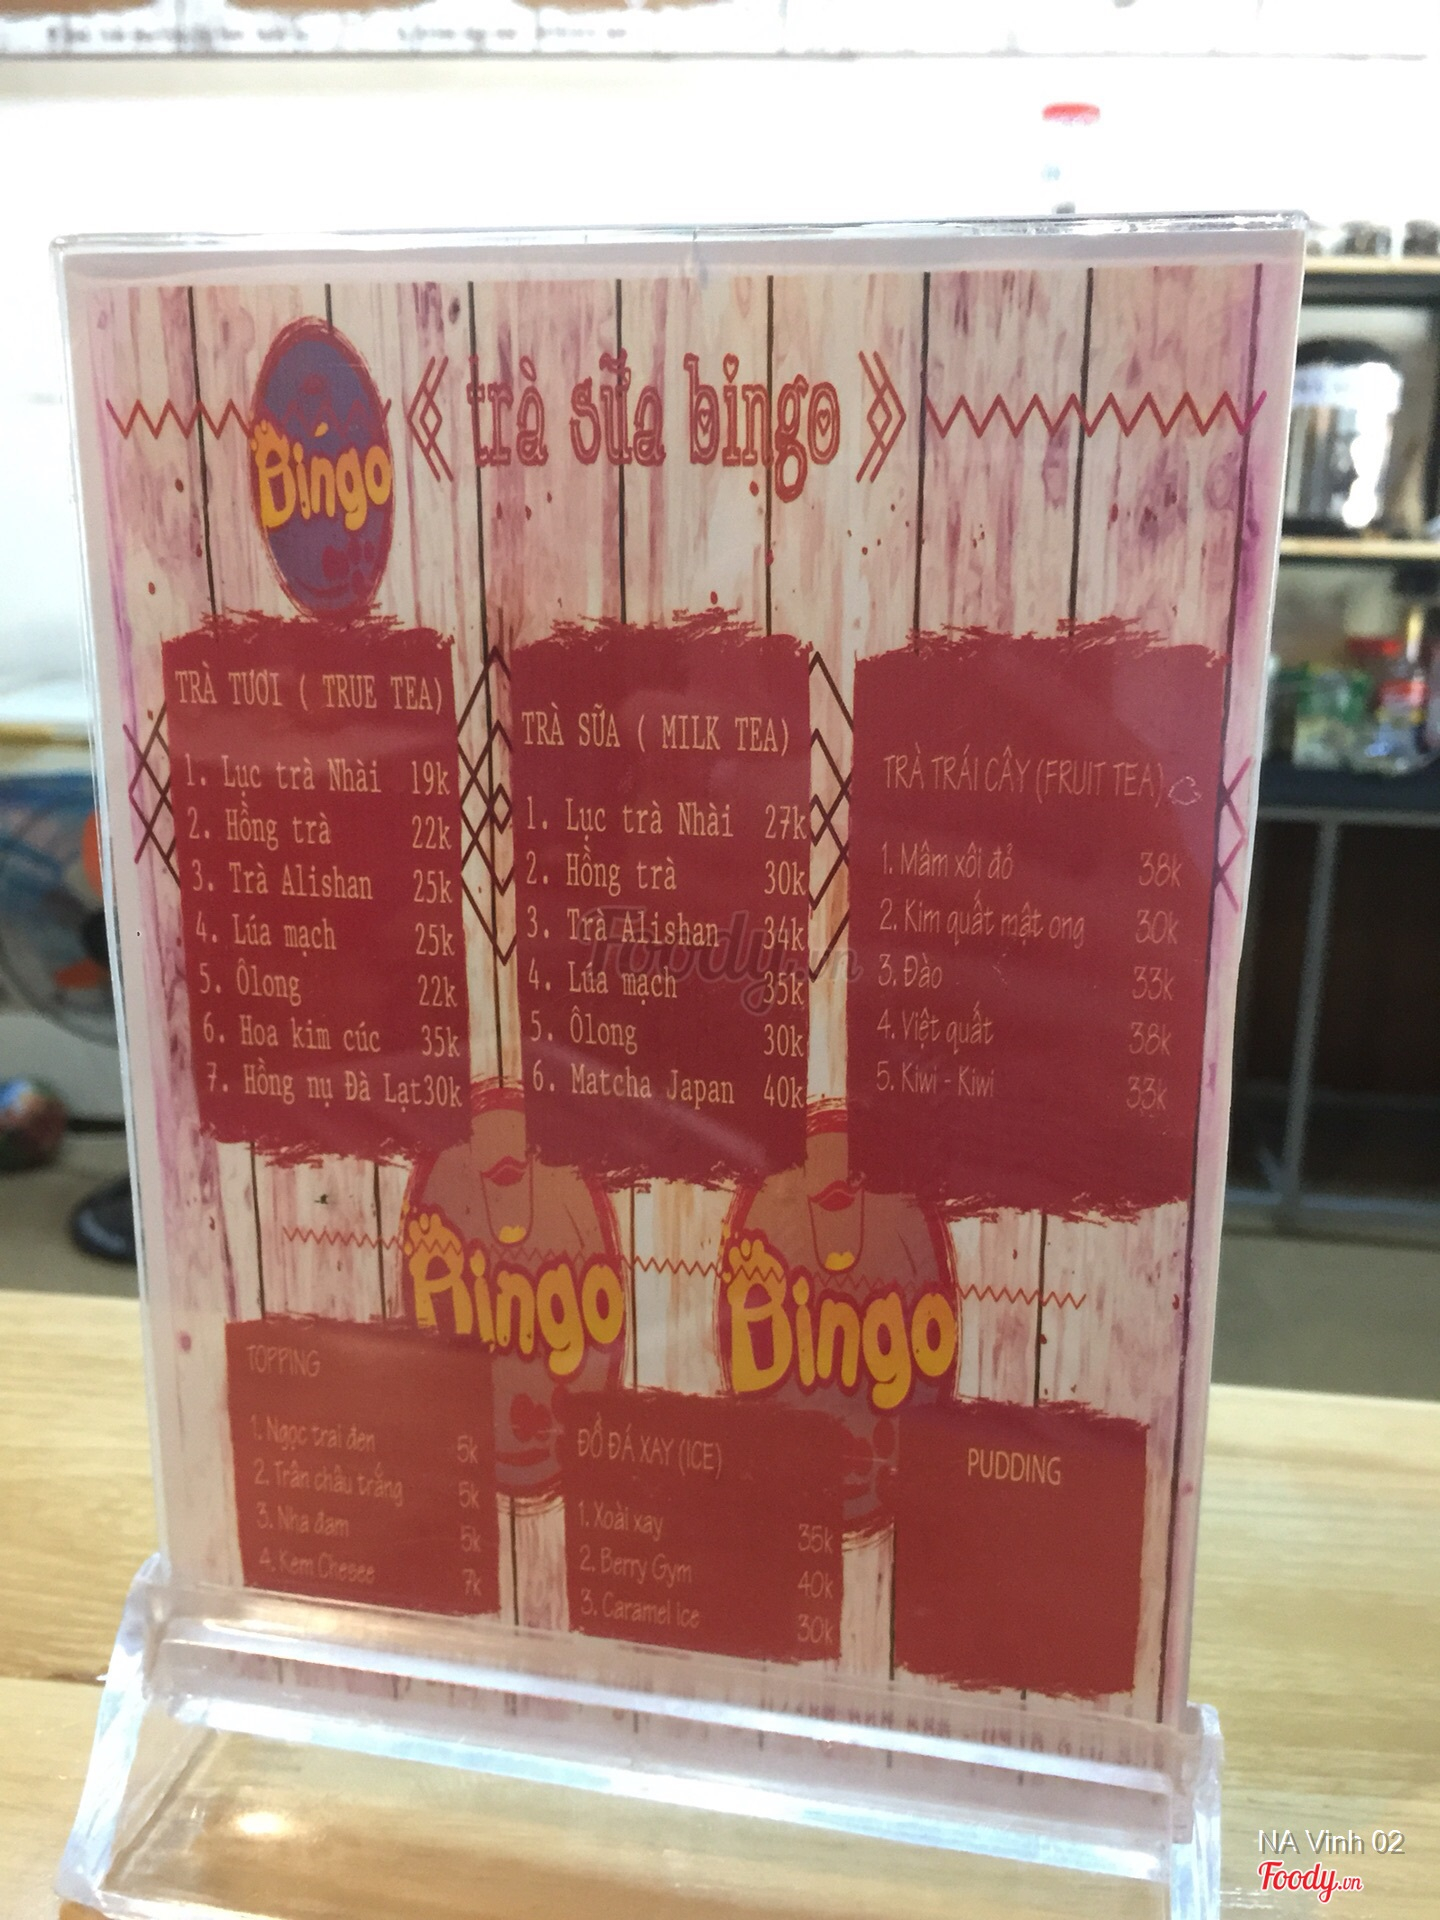 Bingo
trà sữa bingo
TRÀ TƯƠI ( TRUE TEA)
1. Lục trà Nhài 19k
2. Hồng trà 22k
3. Trà Alishan 25k
4. Lúa mạch 25k
5. Ôlong 22k
6. Hoa kim cúc 35k
7. Hồng nụ Đà Lạt30k
TRÀ SỮA ( MILK TEA)
1. Lục trà Nhài 27k
2. Hồng trà 30k
3. Trà Alishan 34k
4. Lúa mạch 35k
5. Ôlong 30k
6. Matcha Japan 40k
TRÀ TRÁI CÂY (FRUIT TEA)
1. Mâm xôi đỏ 38k
2. Kim quất mật ong 30k
3. Đào 33k
4. Việt quất 38k
5. Kiwi - Kiwi 33k
Foody.vn
Bingo
Bingo
TOPPING
1. Ngọc trai đen 5k
2. Trân châu trắng 5k
3. Nha đam 5k
4. Kem Chesee 7k
ĐỒ ĐÁ XAY (ICE)
1. Xoài xay 35k
2. Berry Gym 40k
3. Caramel ice 30k
PUDDING
NA Vinh 02
Foody.vn